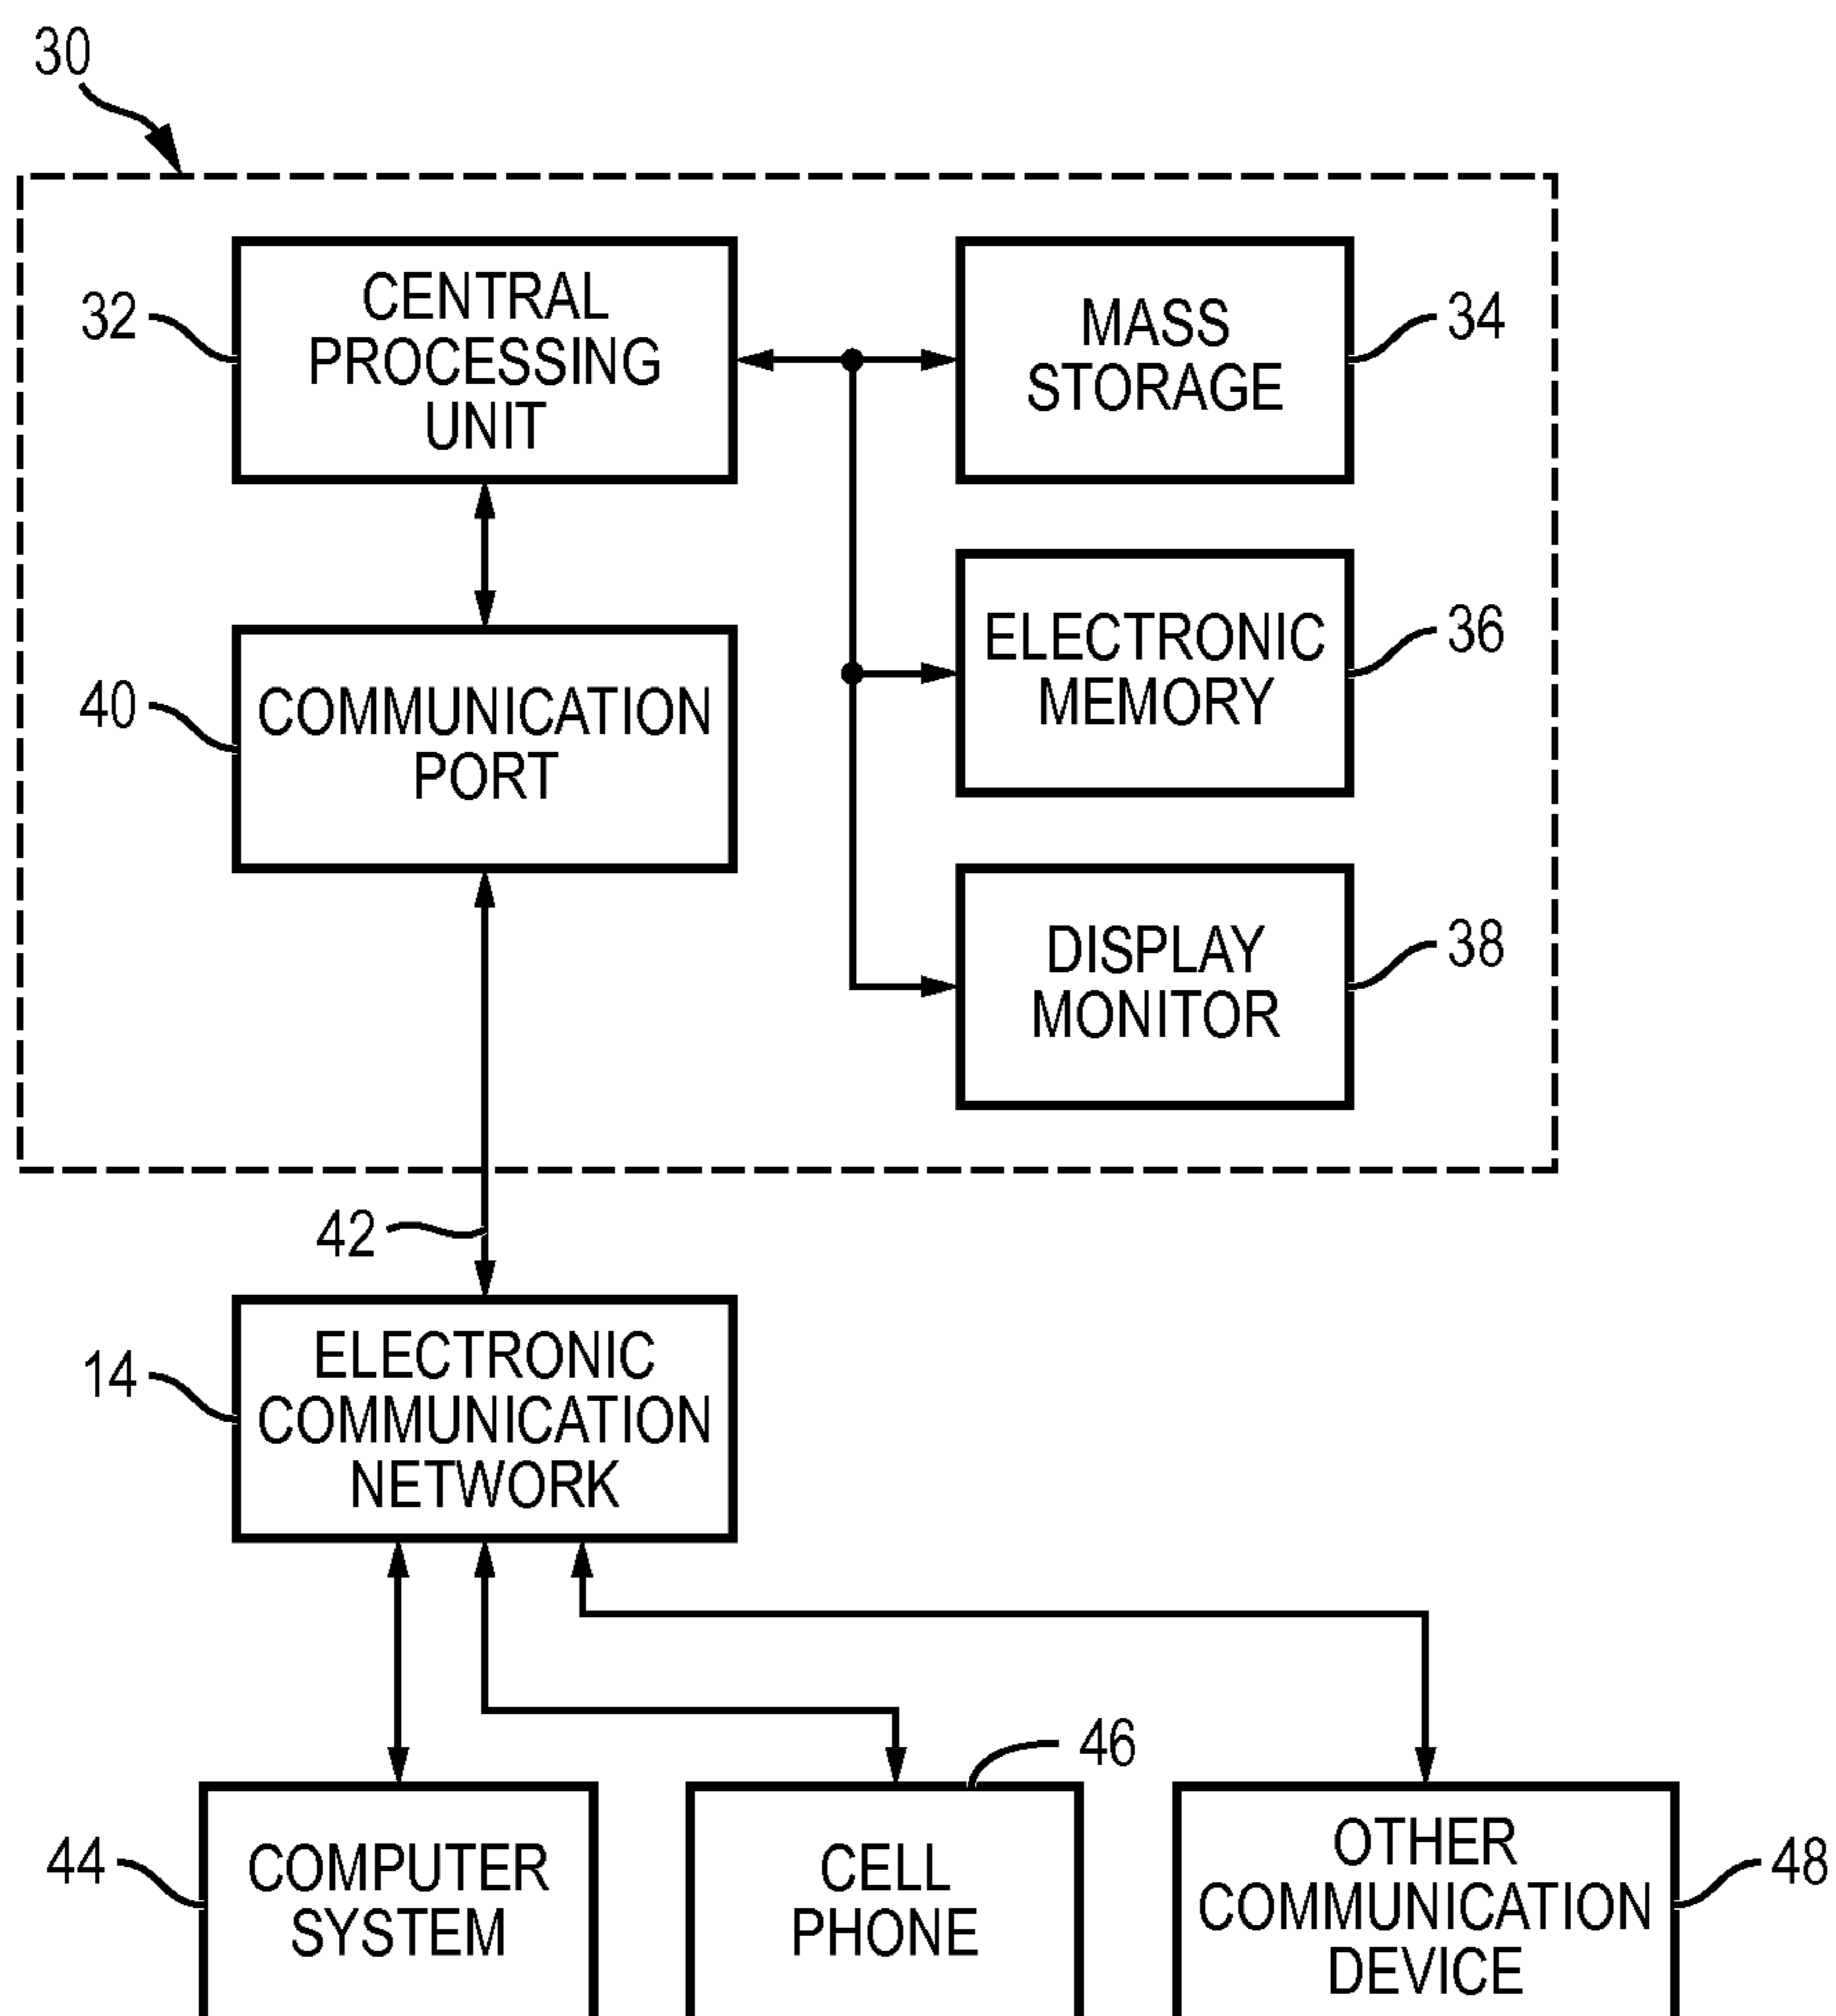 30
32
CENTRAL
PROCESSING
UNIT
MASS
STORAGE
34
40
COMMUNICATION
PORT
ELECTRONIC
MEMORY
36
DISPLAY
MONITOR
38
42
14
ELECTRONIC
COMMUNICATION
NETWORK
44
COMPUTER
SYSTEM
46
CELL
PHONE
OTHER
COMMUNICATION
DEVICE
48